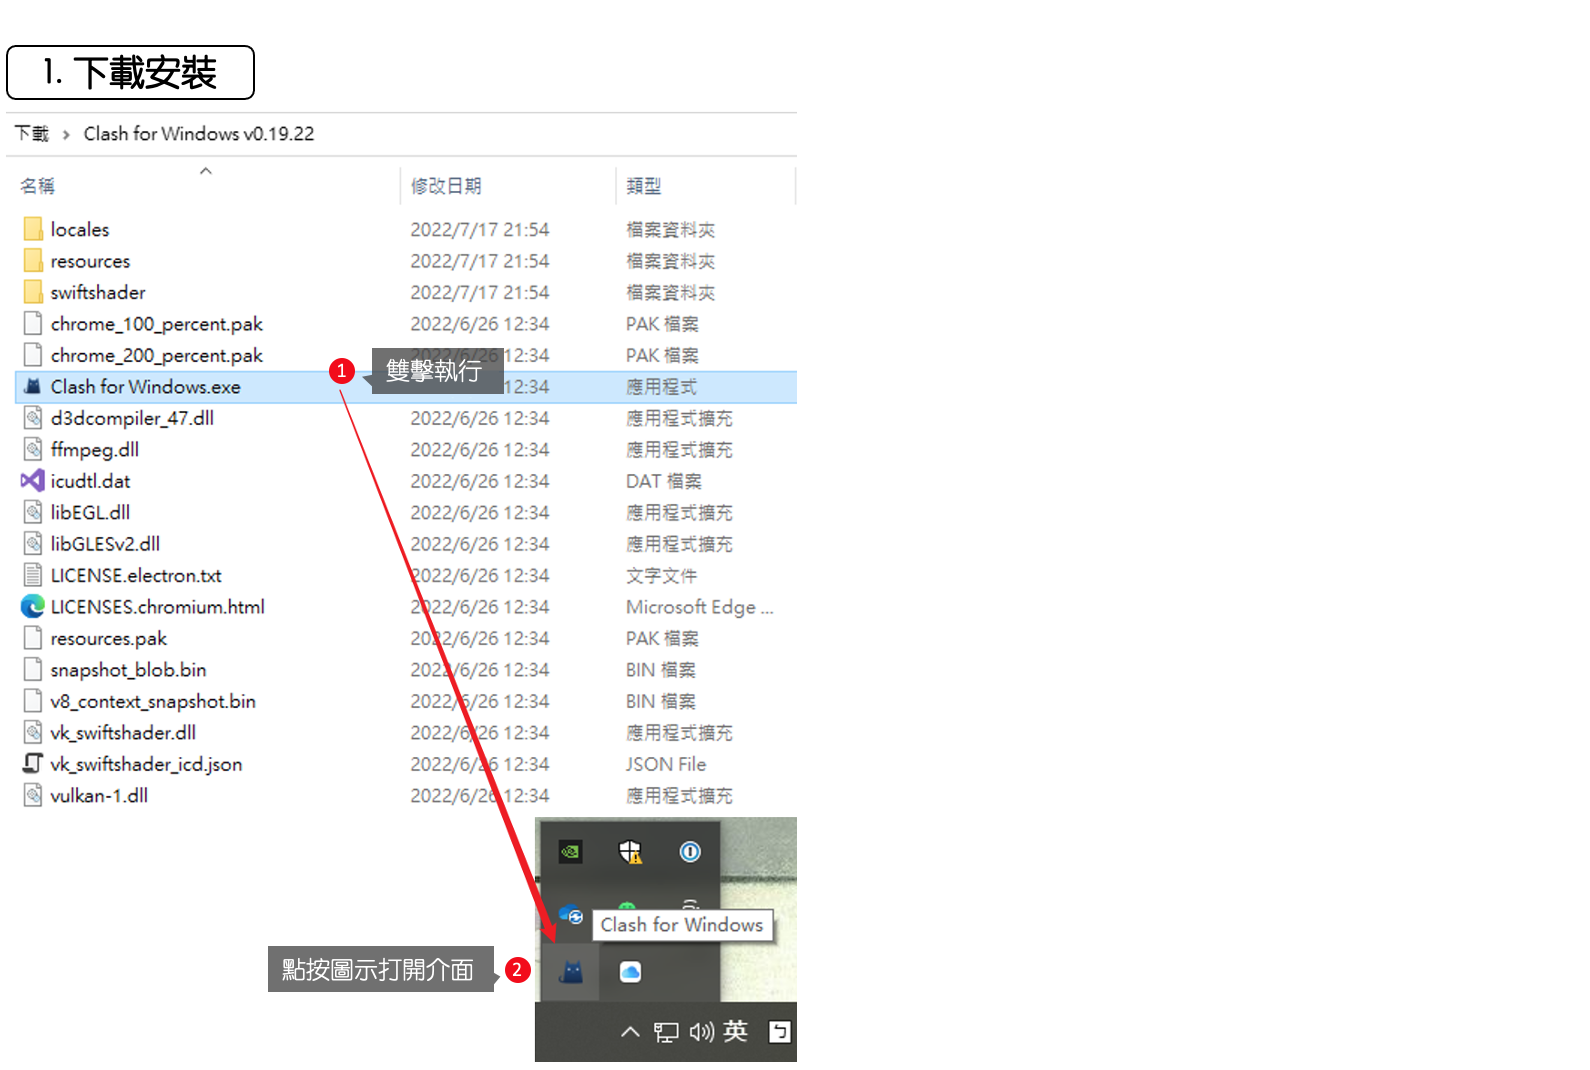 1. 下載安裝
下載 › Clash for Windows v0.19.22
名稱 修改日期 類型
locales 2022/7/17 21:54 檔案資料夾
resources 2022/7/17 21:54 檔案資料夾
swiftshader 2022/7/17 21:54 檔案資料夾
chrome_100_percent.pak 2022/6/26 12:34 PAK 檔案
chrome_200_percent.pak 2022/6/26 12:34 PAK 檔案
1 雙擊執行
Clash for Windows.exe 12:34 應用程式
d3dcompiler_47.dll 2022/6/26 12:34 應用程式擴充
ffmpeg.dll 2022/6/26 12:34 應用程式擴充
icudtl.dat 2022/6/26 12:34 DAT 檔案
libEGL.dll 2022/6/26 12:34 應用程式擴充
libGLESv2.dll 2022/6/26 12:34 應用程式擴充
LICENSE.electron.txt 2022/6/26 12:34 文字文件
LICENSES.chromium.html 2022/6/26 12:34 Microsoft Edge ...
resources.pak 2022/6/26 12:34 PAK 檔案
snapshot_blob.bin 2022/6/26 12:34 BIN 檔案
v8_context_snapshot.bin 2022/6/26 12:34 BIN 檔案
vk_swiftshader.dll 2022/6/26 12:34 應用程式擴充
vk_swiftshader_icd.json 2022/6/26 12:34 JSON File
vulkan-1.dll 2022/6/26 12:34 應用程式擴充
Clash for Windows
點按圖示打開介面 2
英 ㄅ